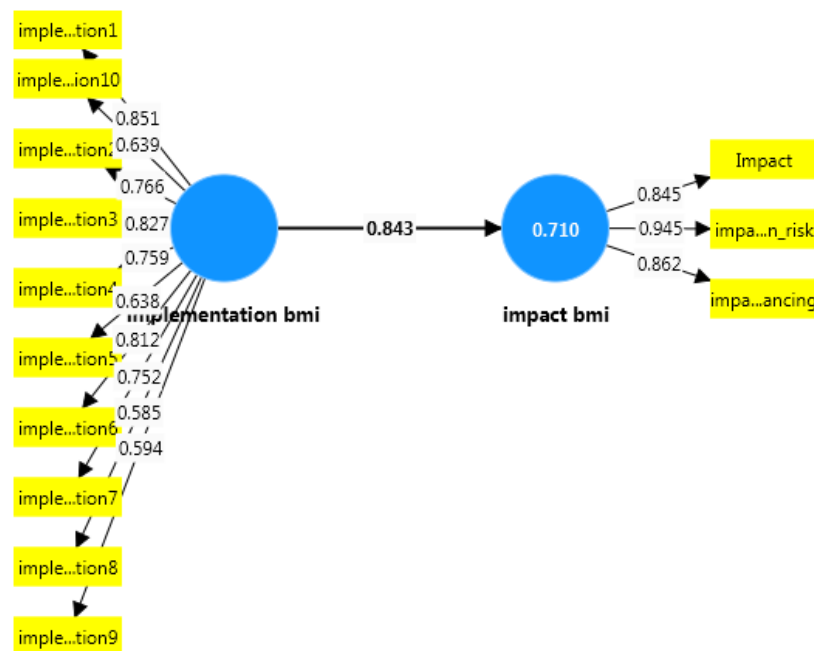 imple...tion1
imple...ion10
imple...tion2
imple...tion3
imple...tion4
imple...tion5
imple...tion6
imple...tion7
imple...tion8
imple...tion9
0.851
0.639
0.766
0.827
0.759
0.638
0.812
0.752
0.585
0.594
implementation bmi
0.843
0.710
impact bmi
0.845
0.945
0.862
Impact
impa...n_risk
impa...ancing